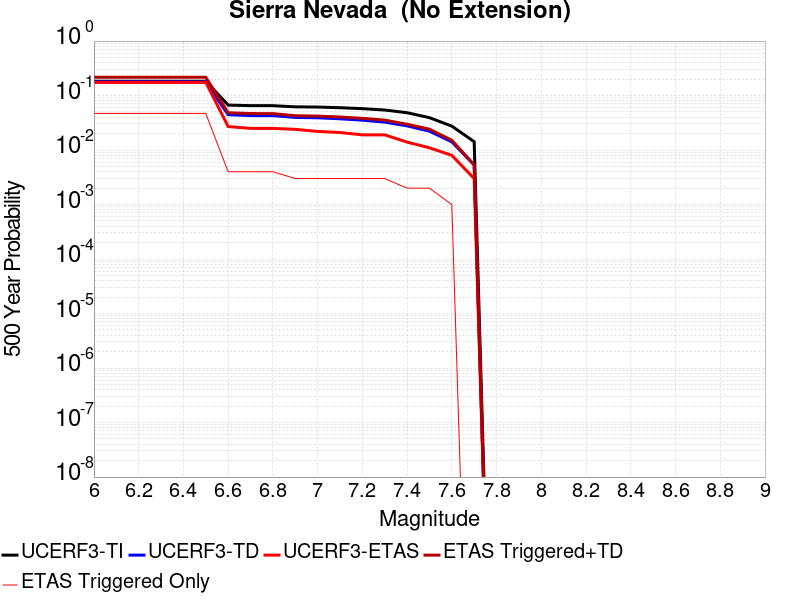 Sierra Nevada  (No Extension)
10^0
10^-1
10^-2
10^-3
10^-4
10^-5
10^-6
10^-7
10^-8
500 Year Probability
6 6.2 6.4 6.6 6.8 7 7.2 7.4 7.6 7.8 8 8.2 8.4 8.6 8.8 9
Magnitude
UCERF3-TI UCERF3-TD UCERF3-ETAS ETAS Triggered+TD
ETAS Triggered Only